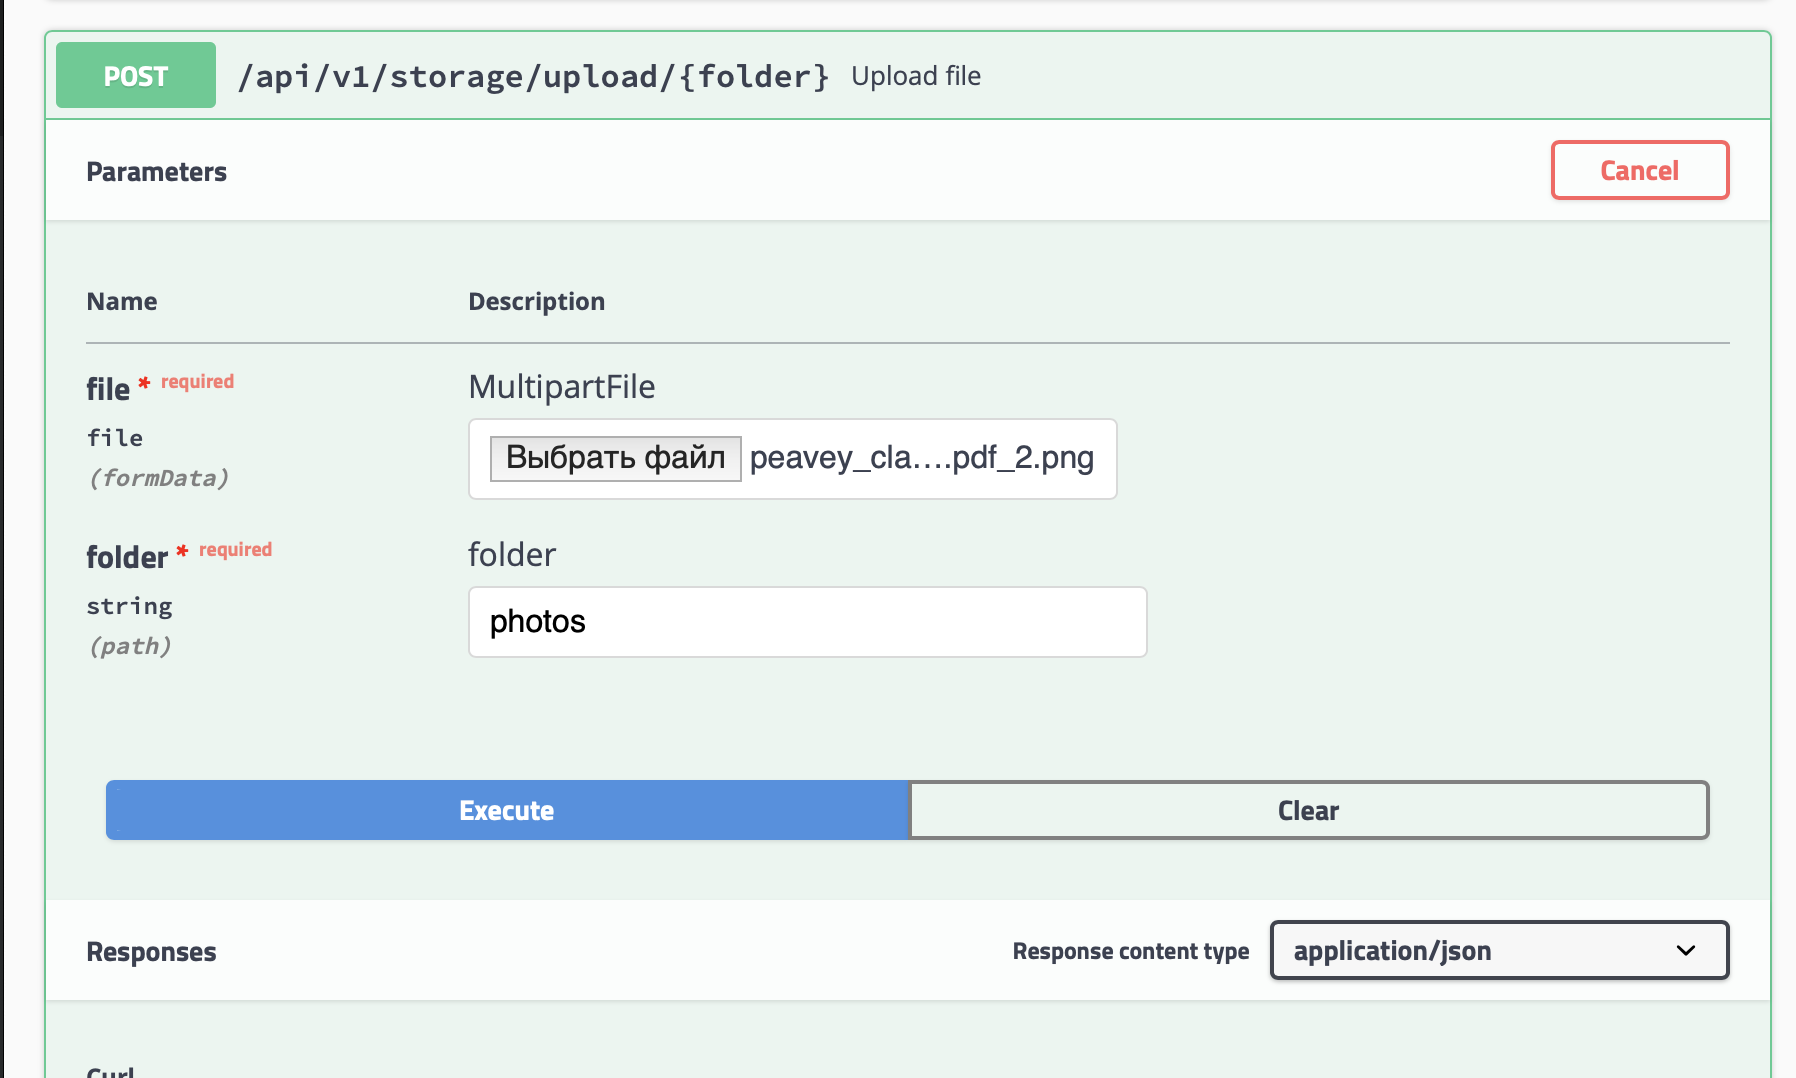 POST /api/v1/storage/upload/{folder} Upload file
Parameters
Cancel
Name Description
file * required
file
(formData)
MultipartFile
Выбрать файл peavey_cla....pdf_2.png
folder * required
string
(path)
folder
photos
Execute Clear
Responses
Response content type application/json
Curl